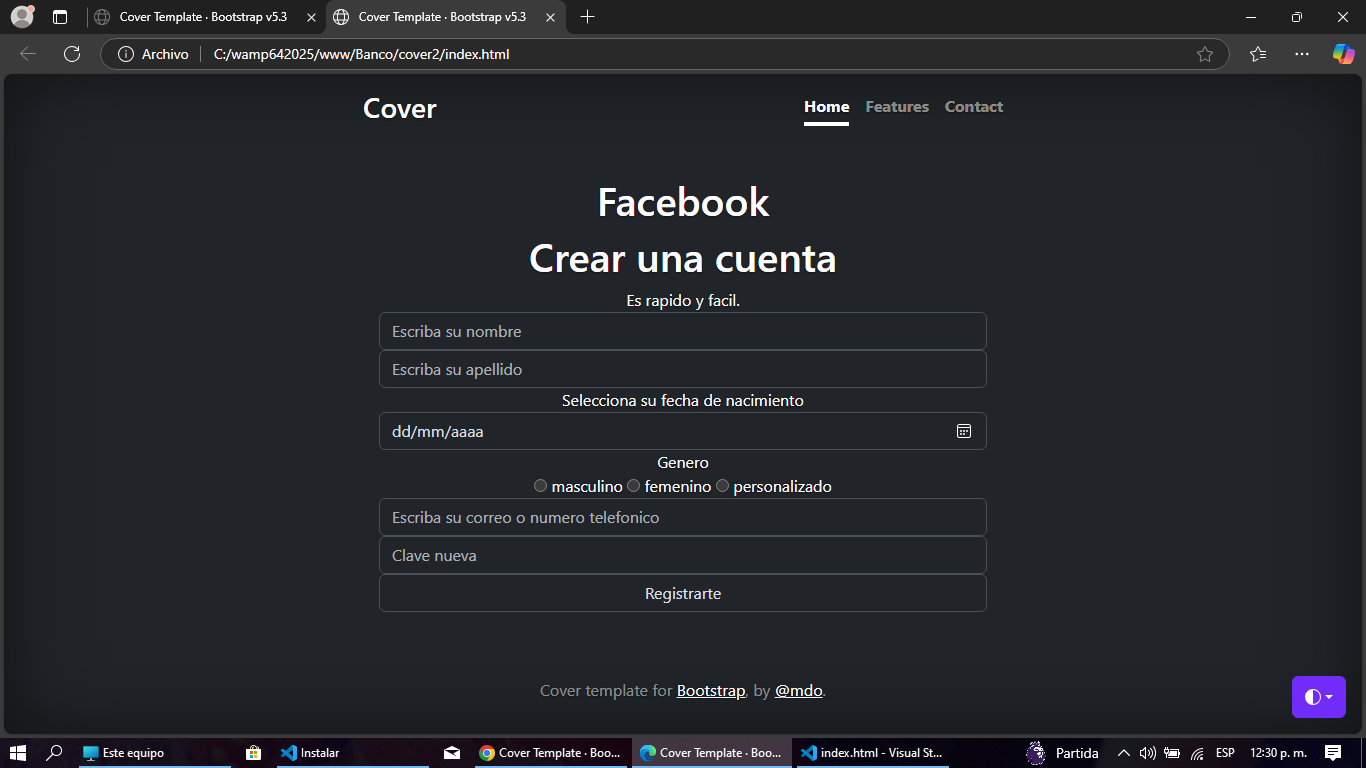 Cover Template · Bootstrap v5.3
Cover Template · Bootstrap v5.3
Archivo C:/wamp642025/www/Banco/cover2/index.html
Cover
Home Features Contact
Facebook
Crear una cuenta
Es rapido y facil.
Escriba su nombre
Escriba su apellido
Selecciona su fecha de nacimiento
dd/mm/aaaa
Genero
masculino femenino personalizado
Escriba su correo o numero telefonico
Clave nueva
Registrarte
Cover template for Bootstrap, by @mdo.
Este equipo
Instalar
Cover Template · Boo...
Cover Template · Boo...
index.html - Visual St...
Partida
ESP
12:30 p. m.